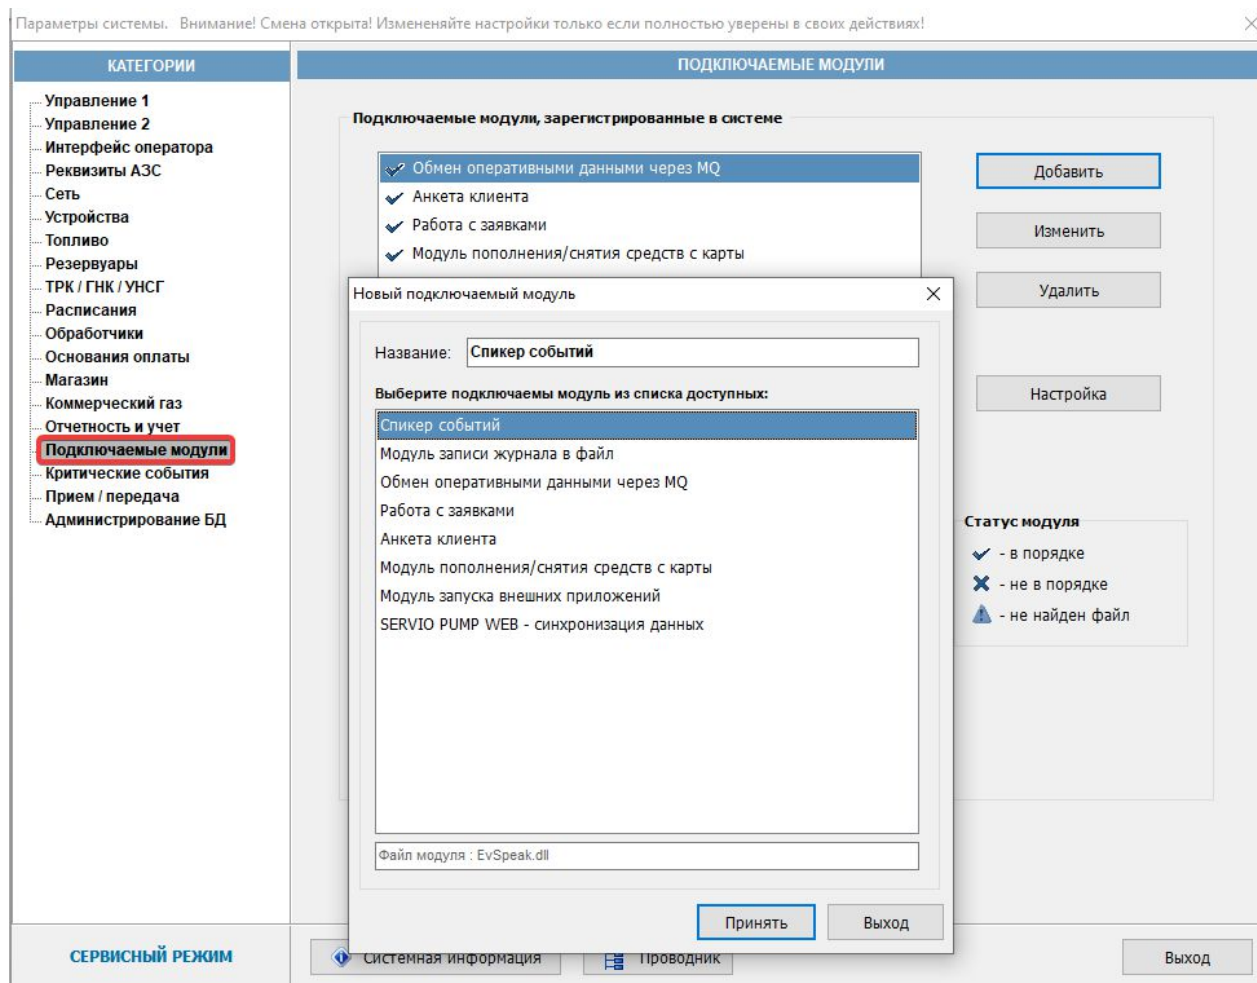 Параметры системы. Внимание! Смена открыта! Измененяйте настройки только если полностью уверены в своих действиях!
КАТЕГОРИИ
Управление 1
Управление 2
Интерфейс оператора
Реквизиты АЗС
Сеть
Устройства
Топливо
Резервуары
ТРК / ГНК / УНСГ
Расписания
Обработчики
Основания оплаты
Магазин
Коммерческий газ
Отчетность и учет
Подключаемые модули
Критические события
Прием / передача
Администрирование БД
СЕРВИСНЫЙ РЕЖИМ
ПОДКЛЮЧАЕМЫЕ МОДУЛИ
Подключаемые модули, зарегистрированные в системе
Обмен оперативными данными через MQ
Анкета клиента
Работа с заявками
Модуль пополнения/снятия средств с карты
Добавить
Изменить
Удалить
Настройка
Статус модуля
- в порядке
- не в порядке
- не найден файл
Новый подключаемый модуль
Название: Спикер событий
Выберите подключаемы модуль из списка доступных:
Спикер событий
Модуль записи журнала в файл
Обмен оперативными данными через MQ
Работа с заявками
Анкета клиента
Модуль пополнения/снятия средств с карты
Модуль запуска внешних приложений
SERVIO PUMP WEB - синхронизация данных
Файл модуля : EvSpeak.dll
Принять
Выход
Системная информация
Проводник
Выход